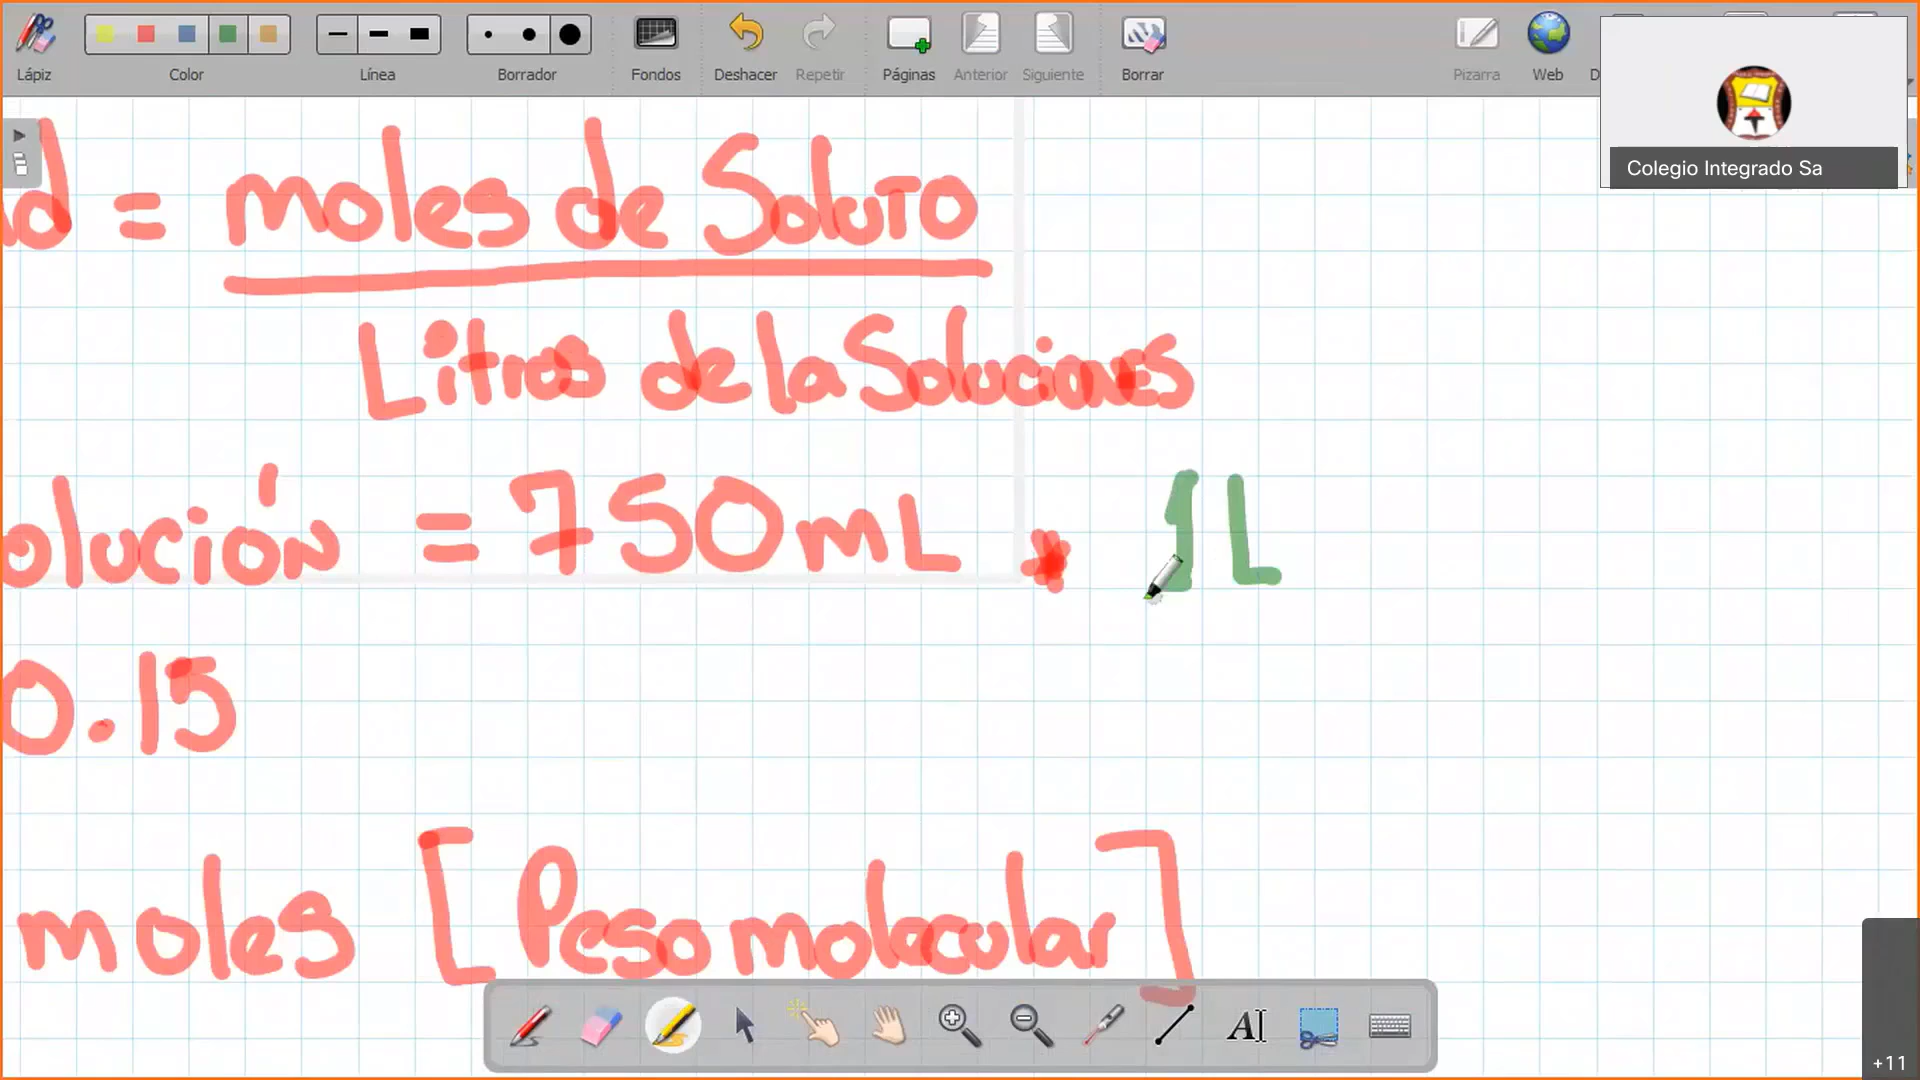 Lápiz Color Línea Borrador Fondos Deshacer Repetir Páginas Anterior Siguiente Borrar Pizarra Web D
Colegio Integrado Sa
d = moles de Soluto
Litros de la Soluciones
olución = 750 mL * 1 L
0.15
moles [Peso molecular]
+11